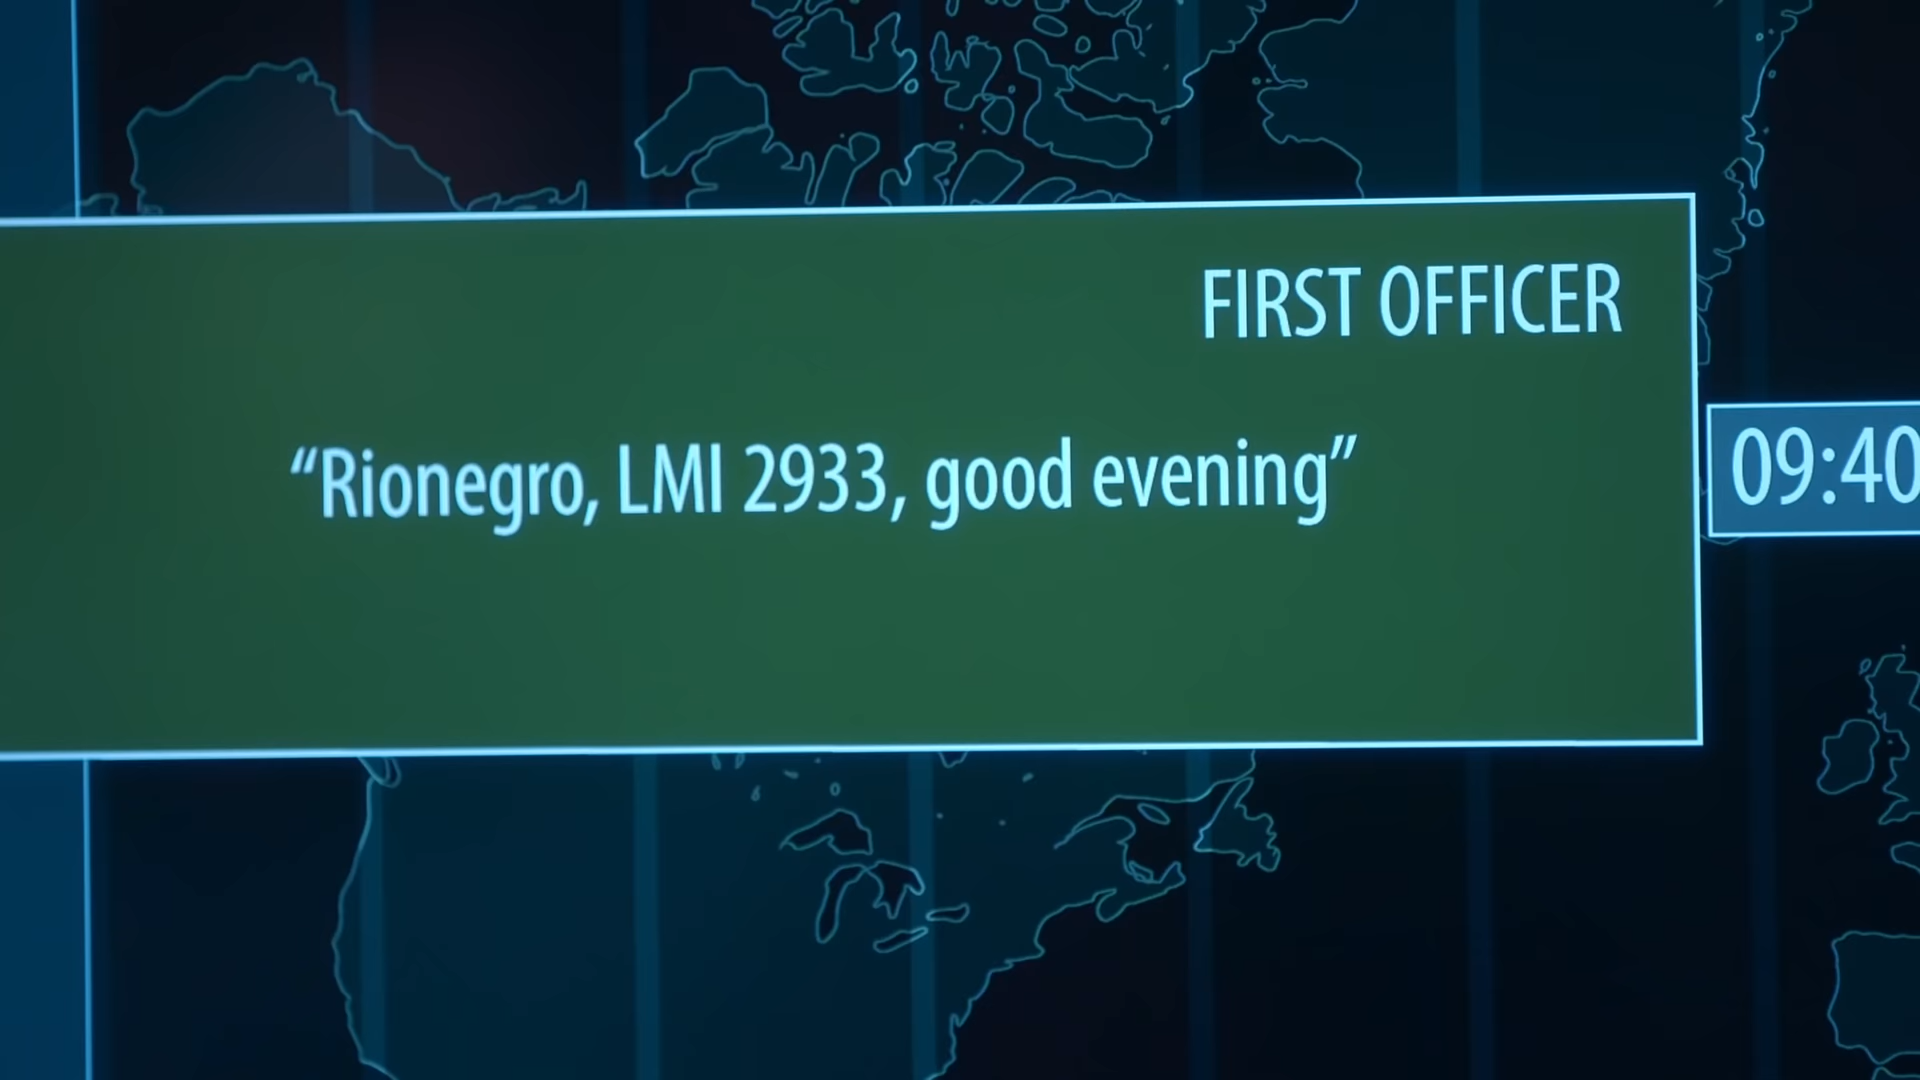 FIRST OFFICER
“Rionegro, LMI 2933, good evening”
09:40